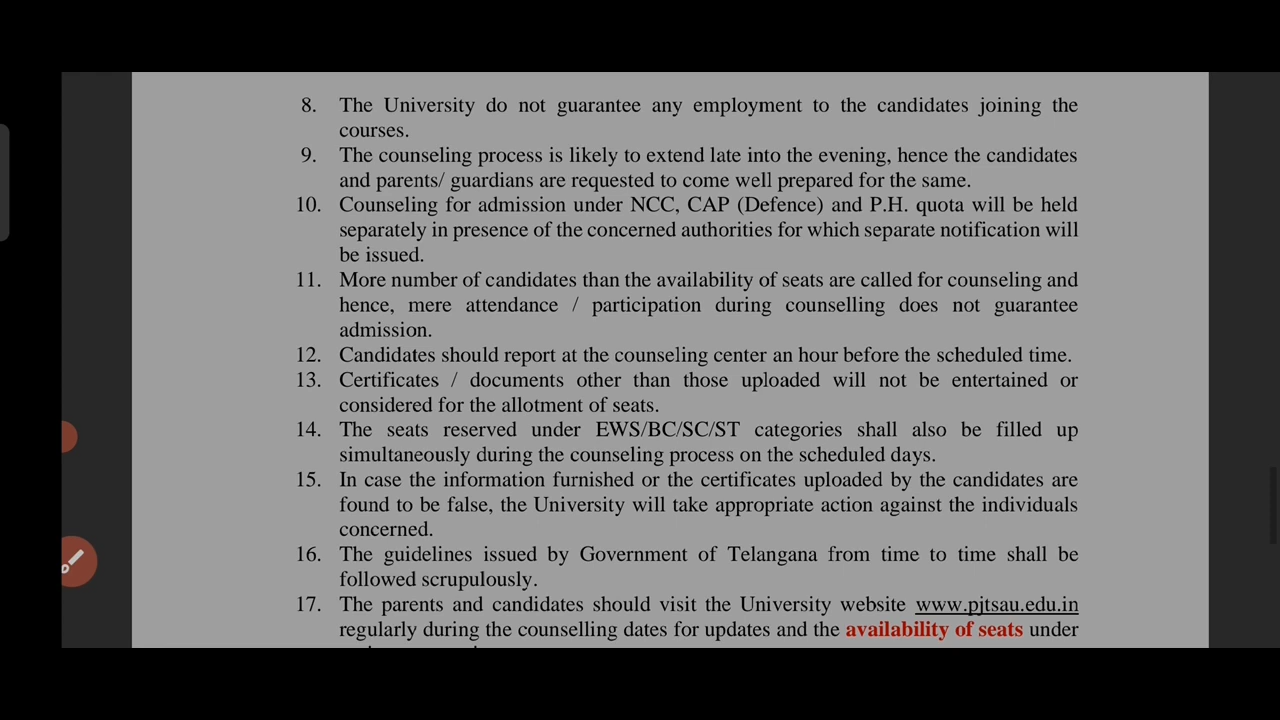 8. The University do not guarantee any employment to the candidates joining the
courses.
9. The counseling process is likely to extend late into the evening, hence the candidates
and parents/ guardians are requested to come well prepared for the same.
10. Counseling for admission under NCC, CAP (Defence) and P.H. quota will be held
separately in presence of the concerned authorities for which separate notification will
be issued.
11. More number of candidates than the availability of seats are called for counseling and
hence, mere attendance / participation during counselling does not guarantee
admission.
12. Candidates should report at the counseling center an hour before the scheduled time.
13. Certificates / documents other than those uploaded will not be entertained or
considered for the allotment of seats.
14. The seats reserved under EWS/BC/SC/ST categories shall also be filled up
simultaneously during the counseling process on the scheduled days.
15. In case the information furnished or the certificates uploaded by the candidates are
found to be false, the University will take appropriate action against the individuals
concerned.
16. The guidelines issued by Government of Telangana from time to time shall be
followed scrupulously.
17. The parents and candidates should visit the University website www.pjtsau.edu.in
regularly during the counselling dates for updates and the availability of seats under